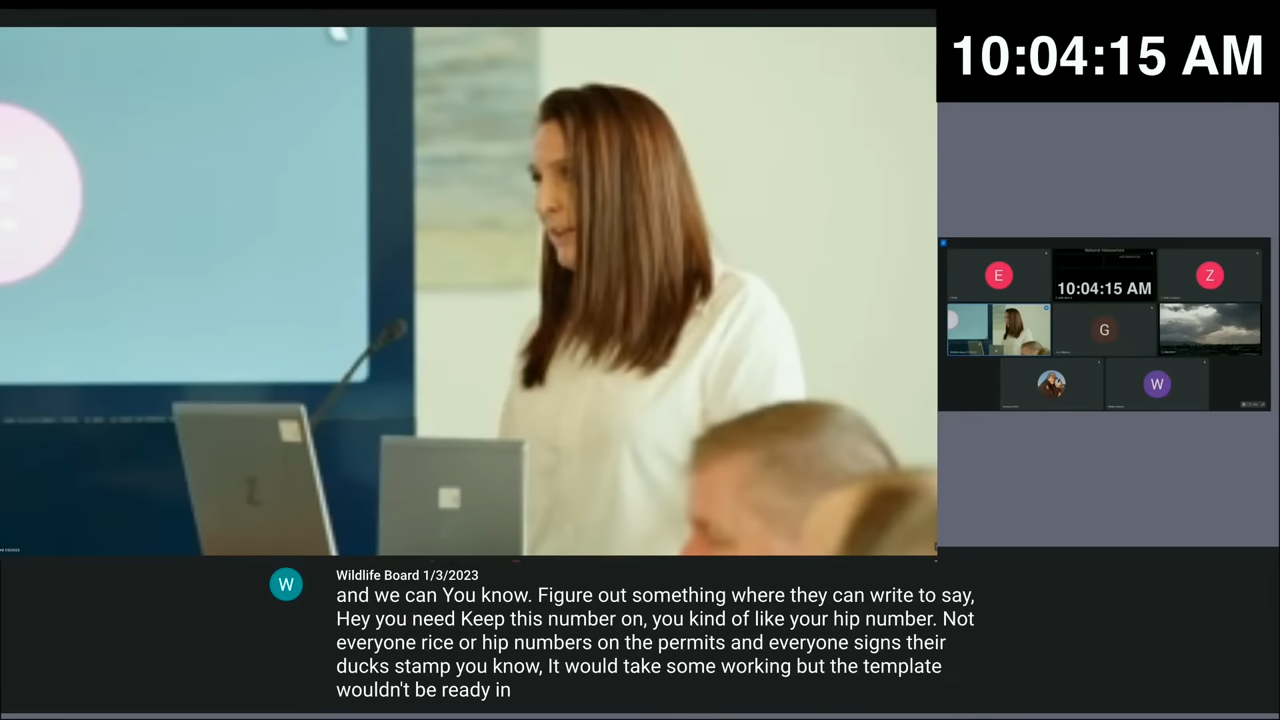 10:04:15 AM
E
10:04:15 AM
Z
G
W
W
Wildlife Board 1/3/2023
and we can You know. Figure out something where they can write to say,
Hey you need Keep this number on, you kind of like your hip number. Not
everyone rice or hip numbers on the permits and everyone signs their
ducks stamp you know, It would take some working but the template
wouldn't be ready in